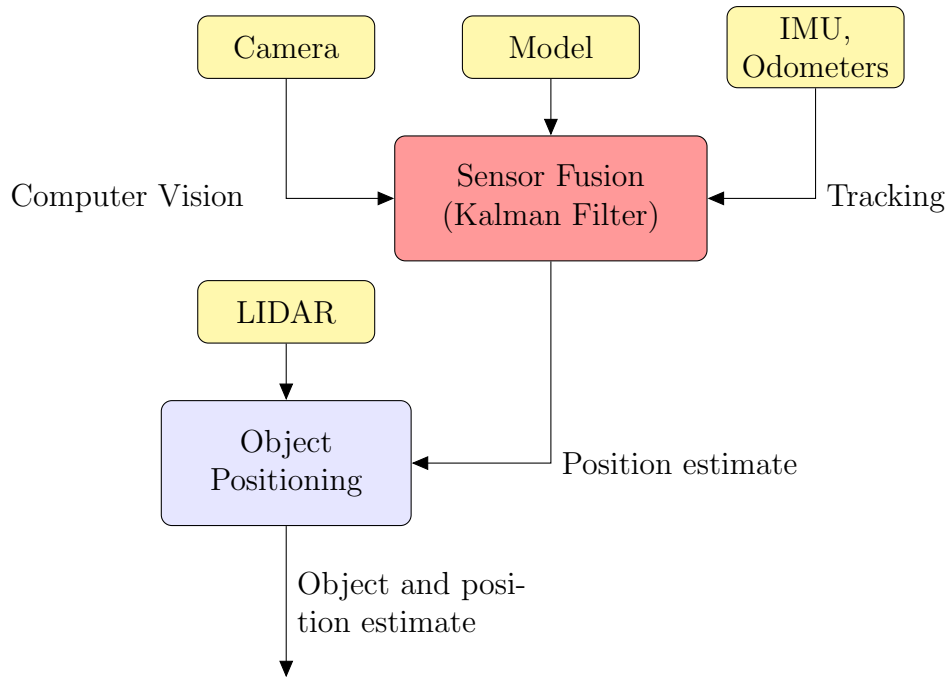 Camera
Model
IMU,
Odometers
Sensor Fusion
(Kalman Filter)
Computer Vision
Tracking
LIDAR
Object
Positioning
Position estimate
Object and posi-
tion estimate